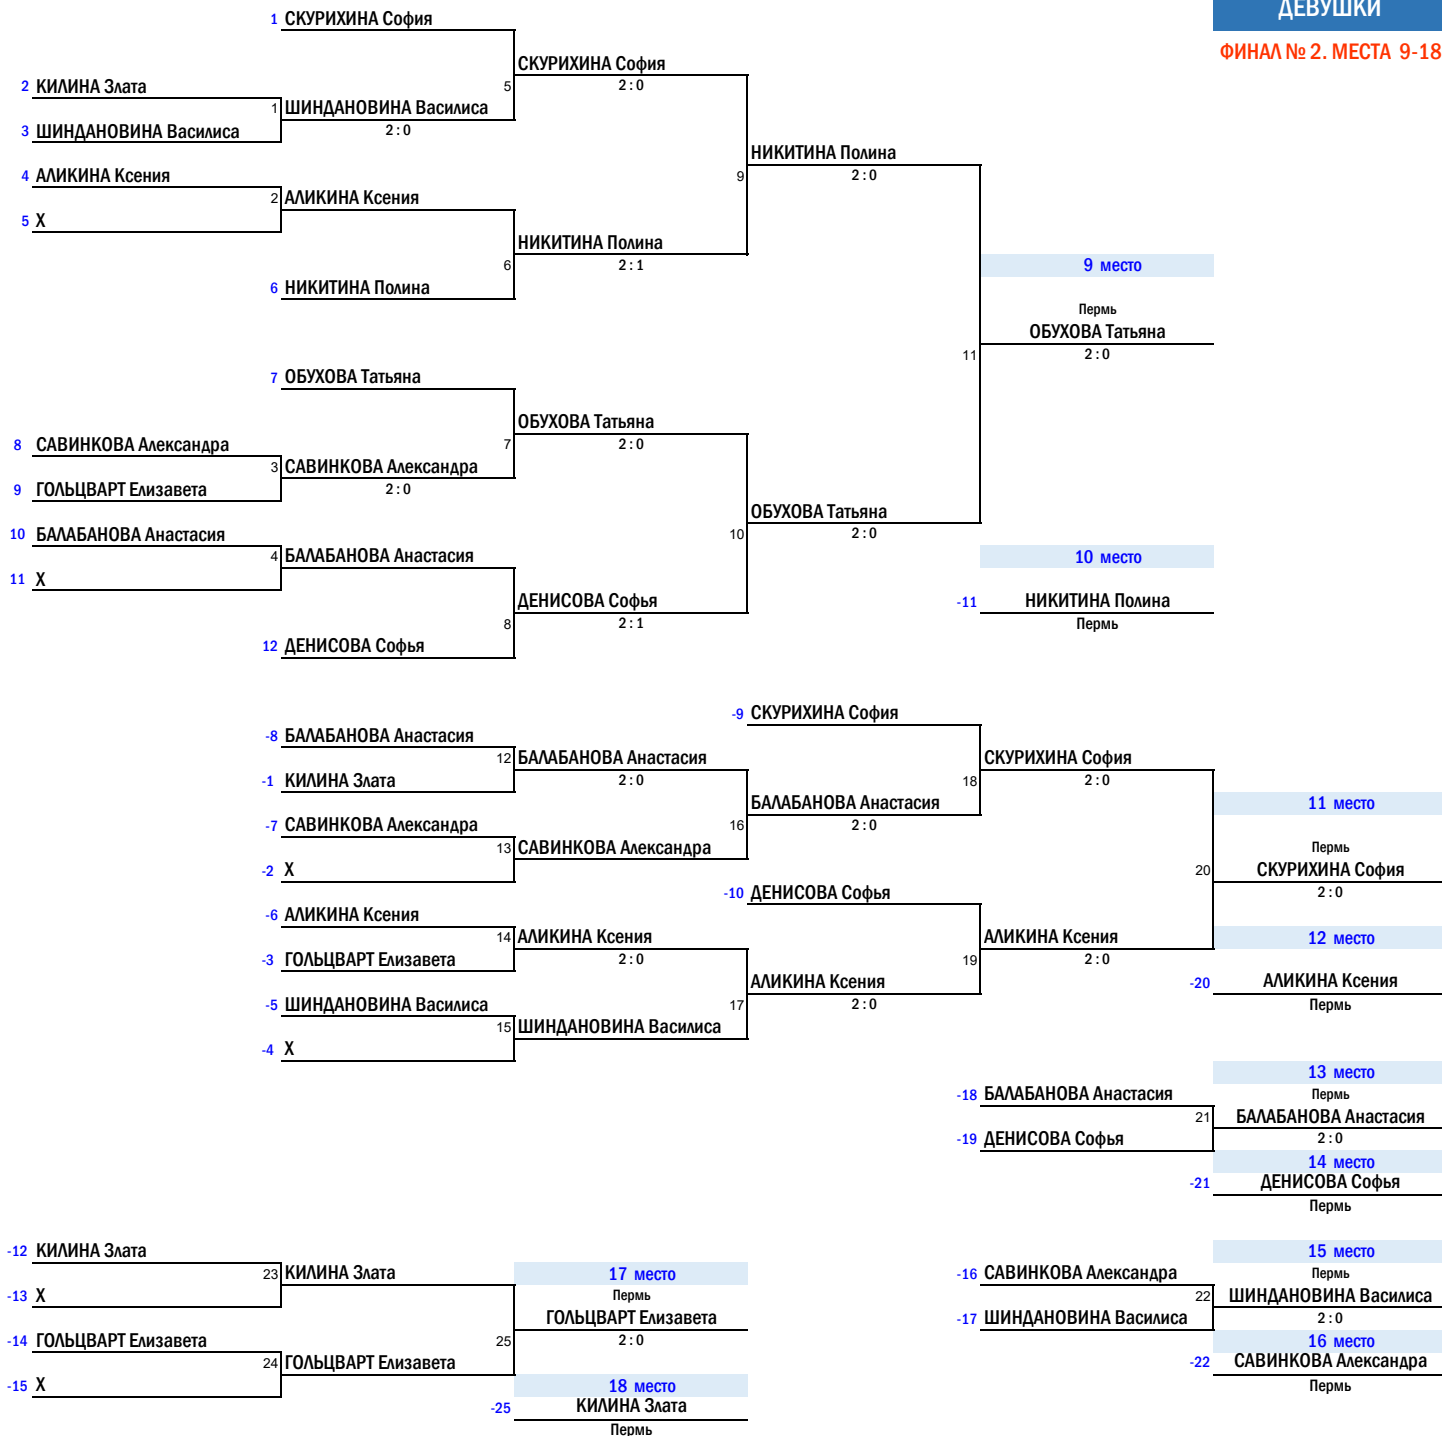 ДЕВУШКИ
1 СКУРИХИНА София
ФИНАЛ № 2. МЕСТА 9-18
СКУРИХИНА София
2 КИЛИНА Злата
5
2 : 0
1 ШИНДАНОВИНА Василиса
3 ШИНДАНОВИНА Василиса
2 : 0
НИКИТИНА Полина
4 АЛИКИНА Ксения
9
2 : 0
2 АЛИКИНА Ксения
5 X
НИКИТИНА Полина
6
2 : 1
9 место
6 НИКИТИНА Полина
Пермь
ОБУХОВА Татьяна
11
2 : 0
7 ОБУХОВА Татьяна
ОБУХОВА Татьяна
8 САВИНКОВА Александра
7
2 : 0
3 САВИНКОВА Александра
9 ГОЛЬЦВАРТ Елизавета
2 : 0
ОБУХОВА Татьяна
10 БАЛАБАНОВА Анастасия
10
2 : 0
4 БАЛАБАНОВА Анастасия
10 место
11 X
ДЕНИСОВА Софья
-11 НИКИТИНА Полина
8
2 : 1
Пермь
12 ДЕНИСОВА Софья
-9 СКУРИХИНА София
-8 БАЛАБАНОВА Анастасия
12 БАЛАБАНОВА Анастасия
СКУРИХИНА София
-1 КИЛИНА Злата
2 : 0
18
2 : 0
БАЛАБАНОВА Анастасия
11 место
-7 САВИНКОВА Александра
16
2 : 0
13 САВИНКОВА Александра
Пермь
-2 X
20
СКУРИХИНА София
-10 ДЕНИСОВА Софья
2 : 0
-6 АЛИКИНА Ксения
14 АЛИКИНА Ксения
АЛИКИНА Ксения
12 место
-3 ГОЛЬЦВАРТ Елизавета
2 : 0
19
2 : 0
АЛИКИНА Ксения
-20 АЛИКИНА Ксения
-5 ШИНДАНОВИНА Василиса
17
2 : 0
Пермь
15 ШИНДАНОВИНА Василиса
-4 X
13 место
-18 БАЛАБАНОВА Анастасия
Пермь
21 БАЛАБАНОВА Анастасия
-19 ДЕНИСОВА Софья
2 : 0
14 место
-21 ДЕНИСОВА Софья
Пермь
-12 КИЛИНА Злата
15 место
23 КИЛИНА Злата
17 место
-16 САВИНКОВА Александра
Пермь
-13 X
Пермь
22 ШИНДАНОВИНА Василиса
ГОЛЬЦВАРТ Елизавета
-17 ШИНДАНОВИНА Василиса
2 : 0
-14 ГОЛЬЦВАРТ Елизавета
25
2 : 0
16 место
24 ГОЛЬЦВАРТ Елизавета
-22 САВИНКОВА Александра
-15 X
18 место
Пермь
-25 КИЛИНА Злата
Пермь